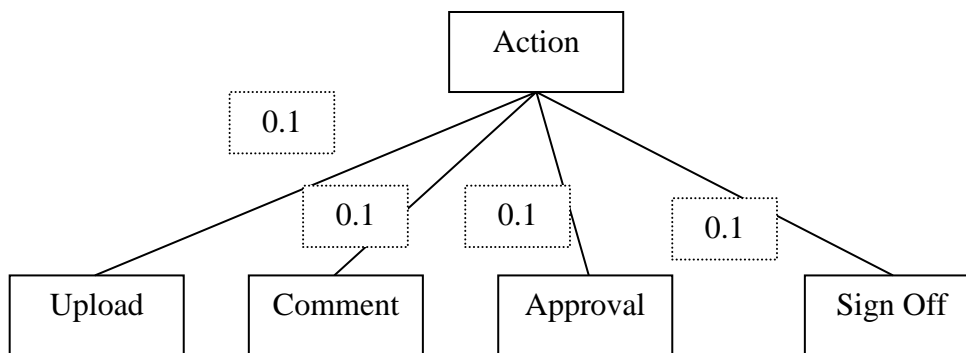 Action
0.1
0.1
0.1
0.1
Upload
Comment
Approval
Sign Off